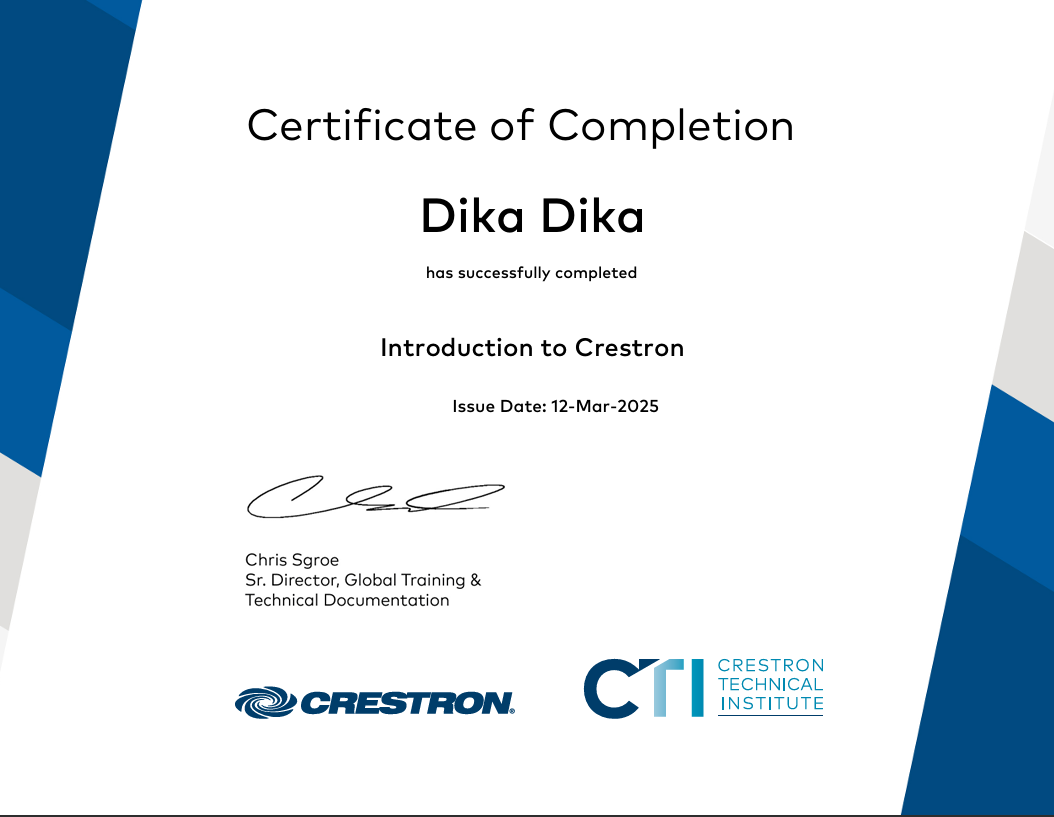 Certificate of Completion
Dika Dika
has successfully completed
Introduction to Crestron
Issue Date: 12-Mar-2025
Chris Sgroe
Sr. Director, Global Training &
Technical Documentation
CRESTRON®
CTI
CRESTRON
TECHNICAL
INSTITUTE